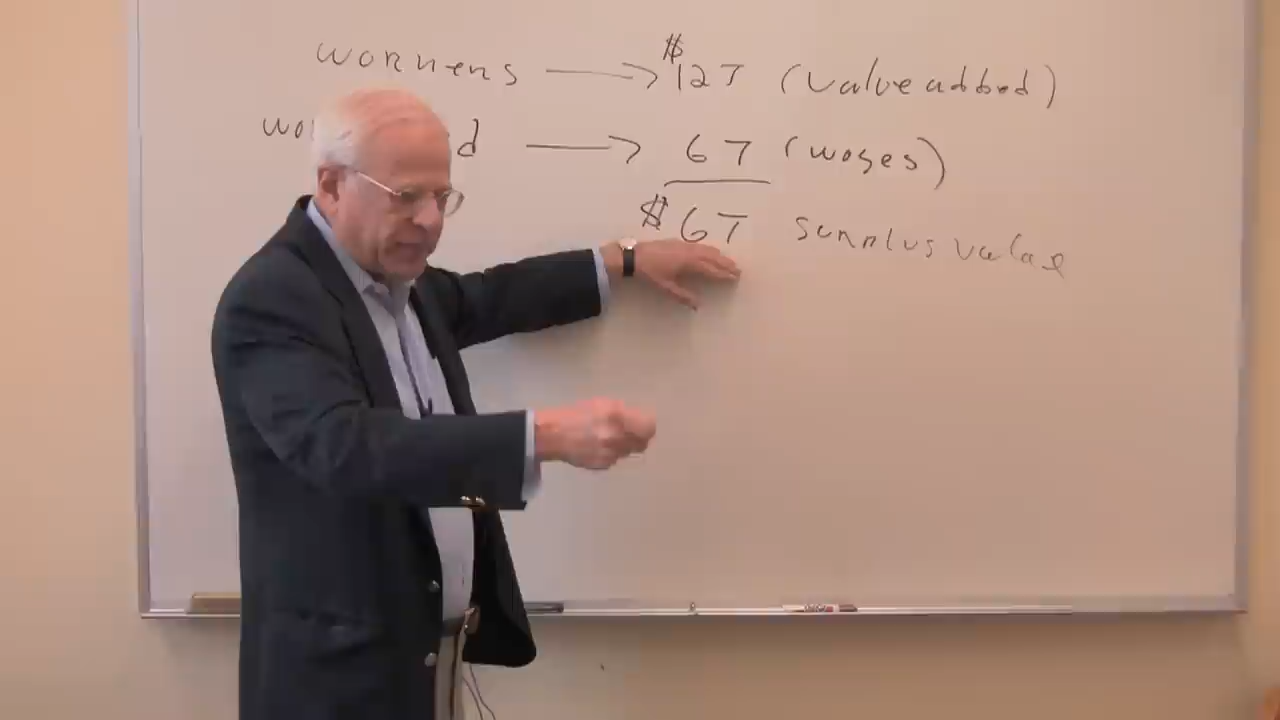 workers → $127 (value added)
→ 67 (wages)
$67 surplus value